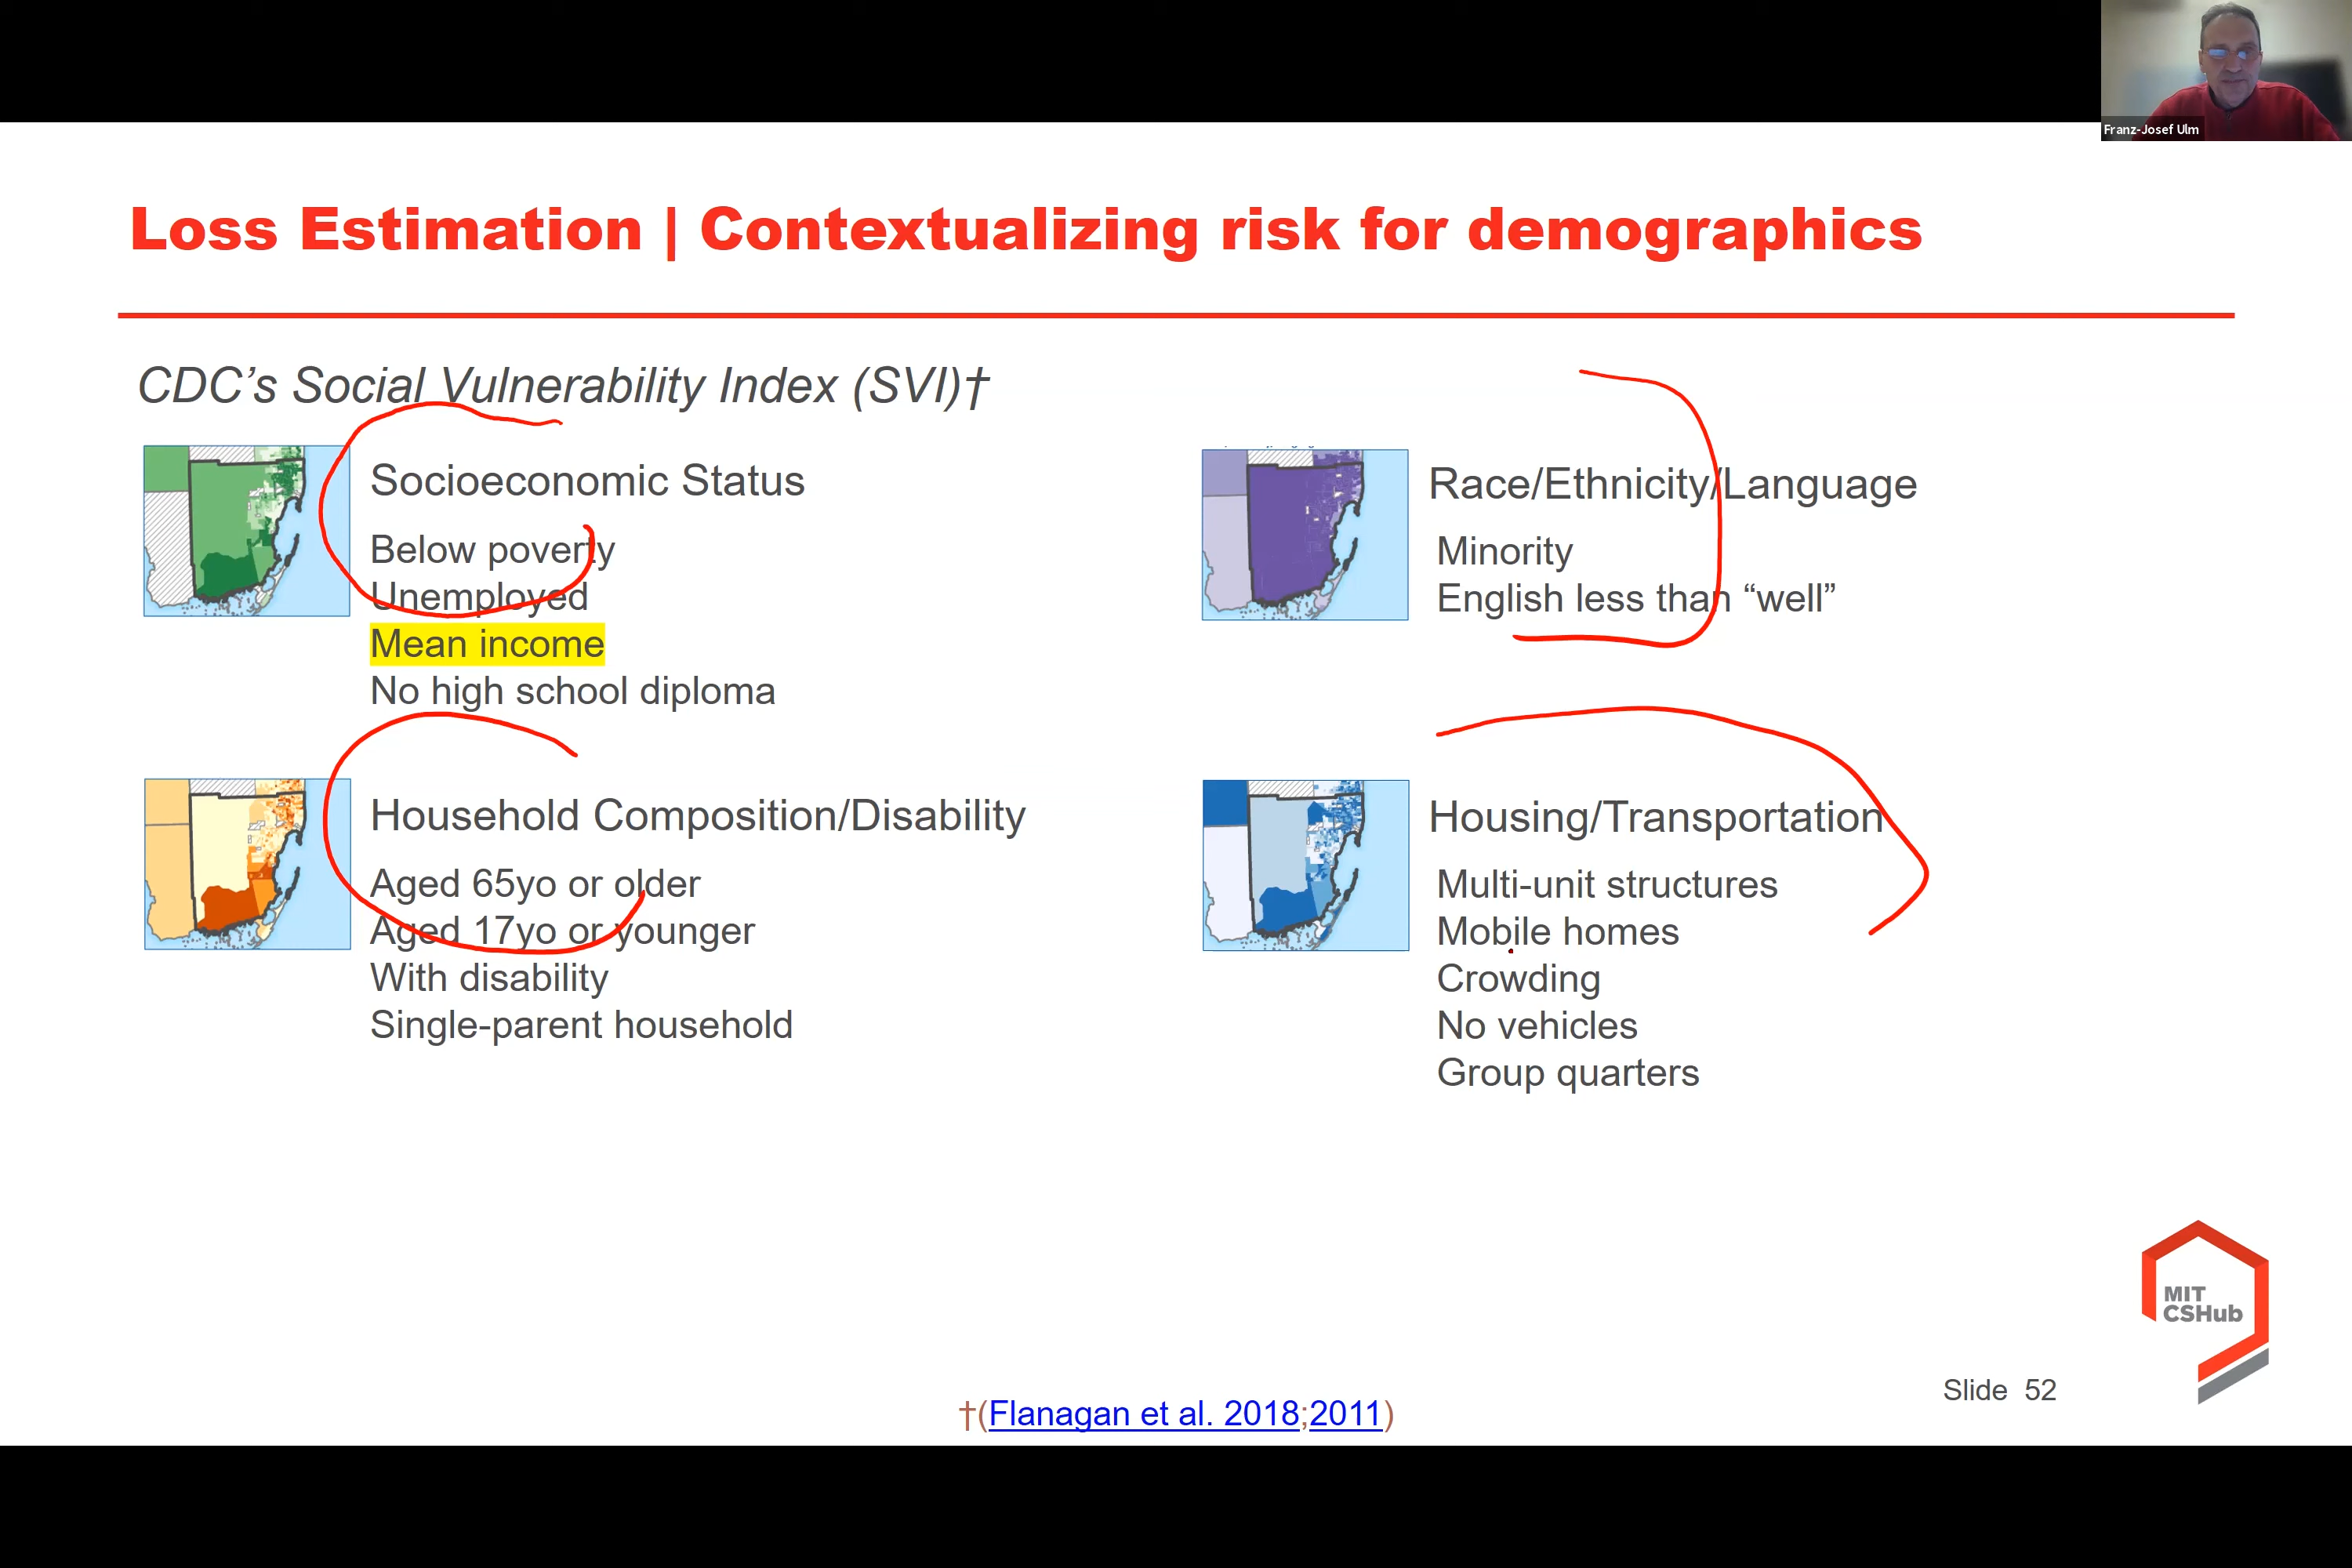 Franz-Josef Ulm
Loss Estimation | Contextualizing risk for demographics
CDC’s Social Vulnerability Index (SVI)†
Socioeconomic Status
Below poverty
Unemployed
Mean income
No high school diploma
Household Composition/Disability
Aged 65yo or older
Aged 17yo or younger
With disability
Single-parent household
Race/Ethnicity/Language
Minority
English less than “well”
Housing/Transportation
Multi-unit structures
Mobile homes
Crowding
No vehicles
Group quarters
MIT
CSHub
Slide 52
†(Flanagan et al. 2018;2011)